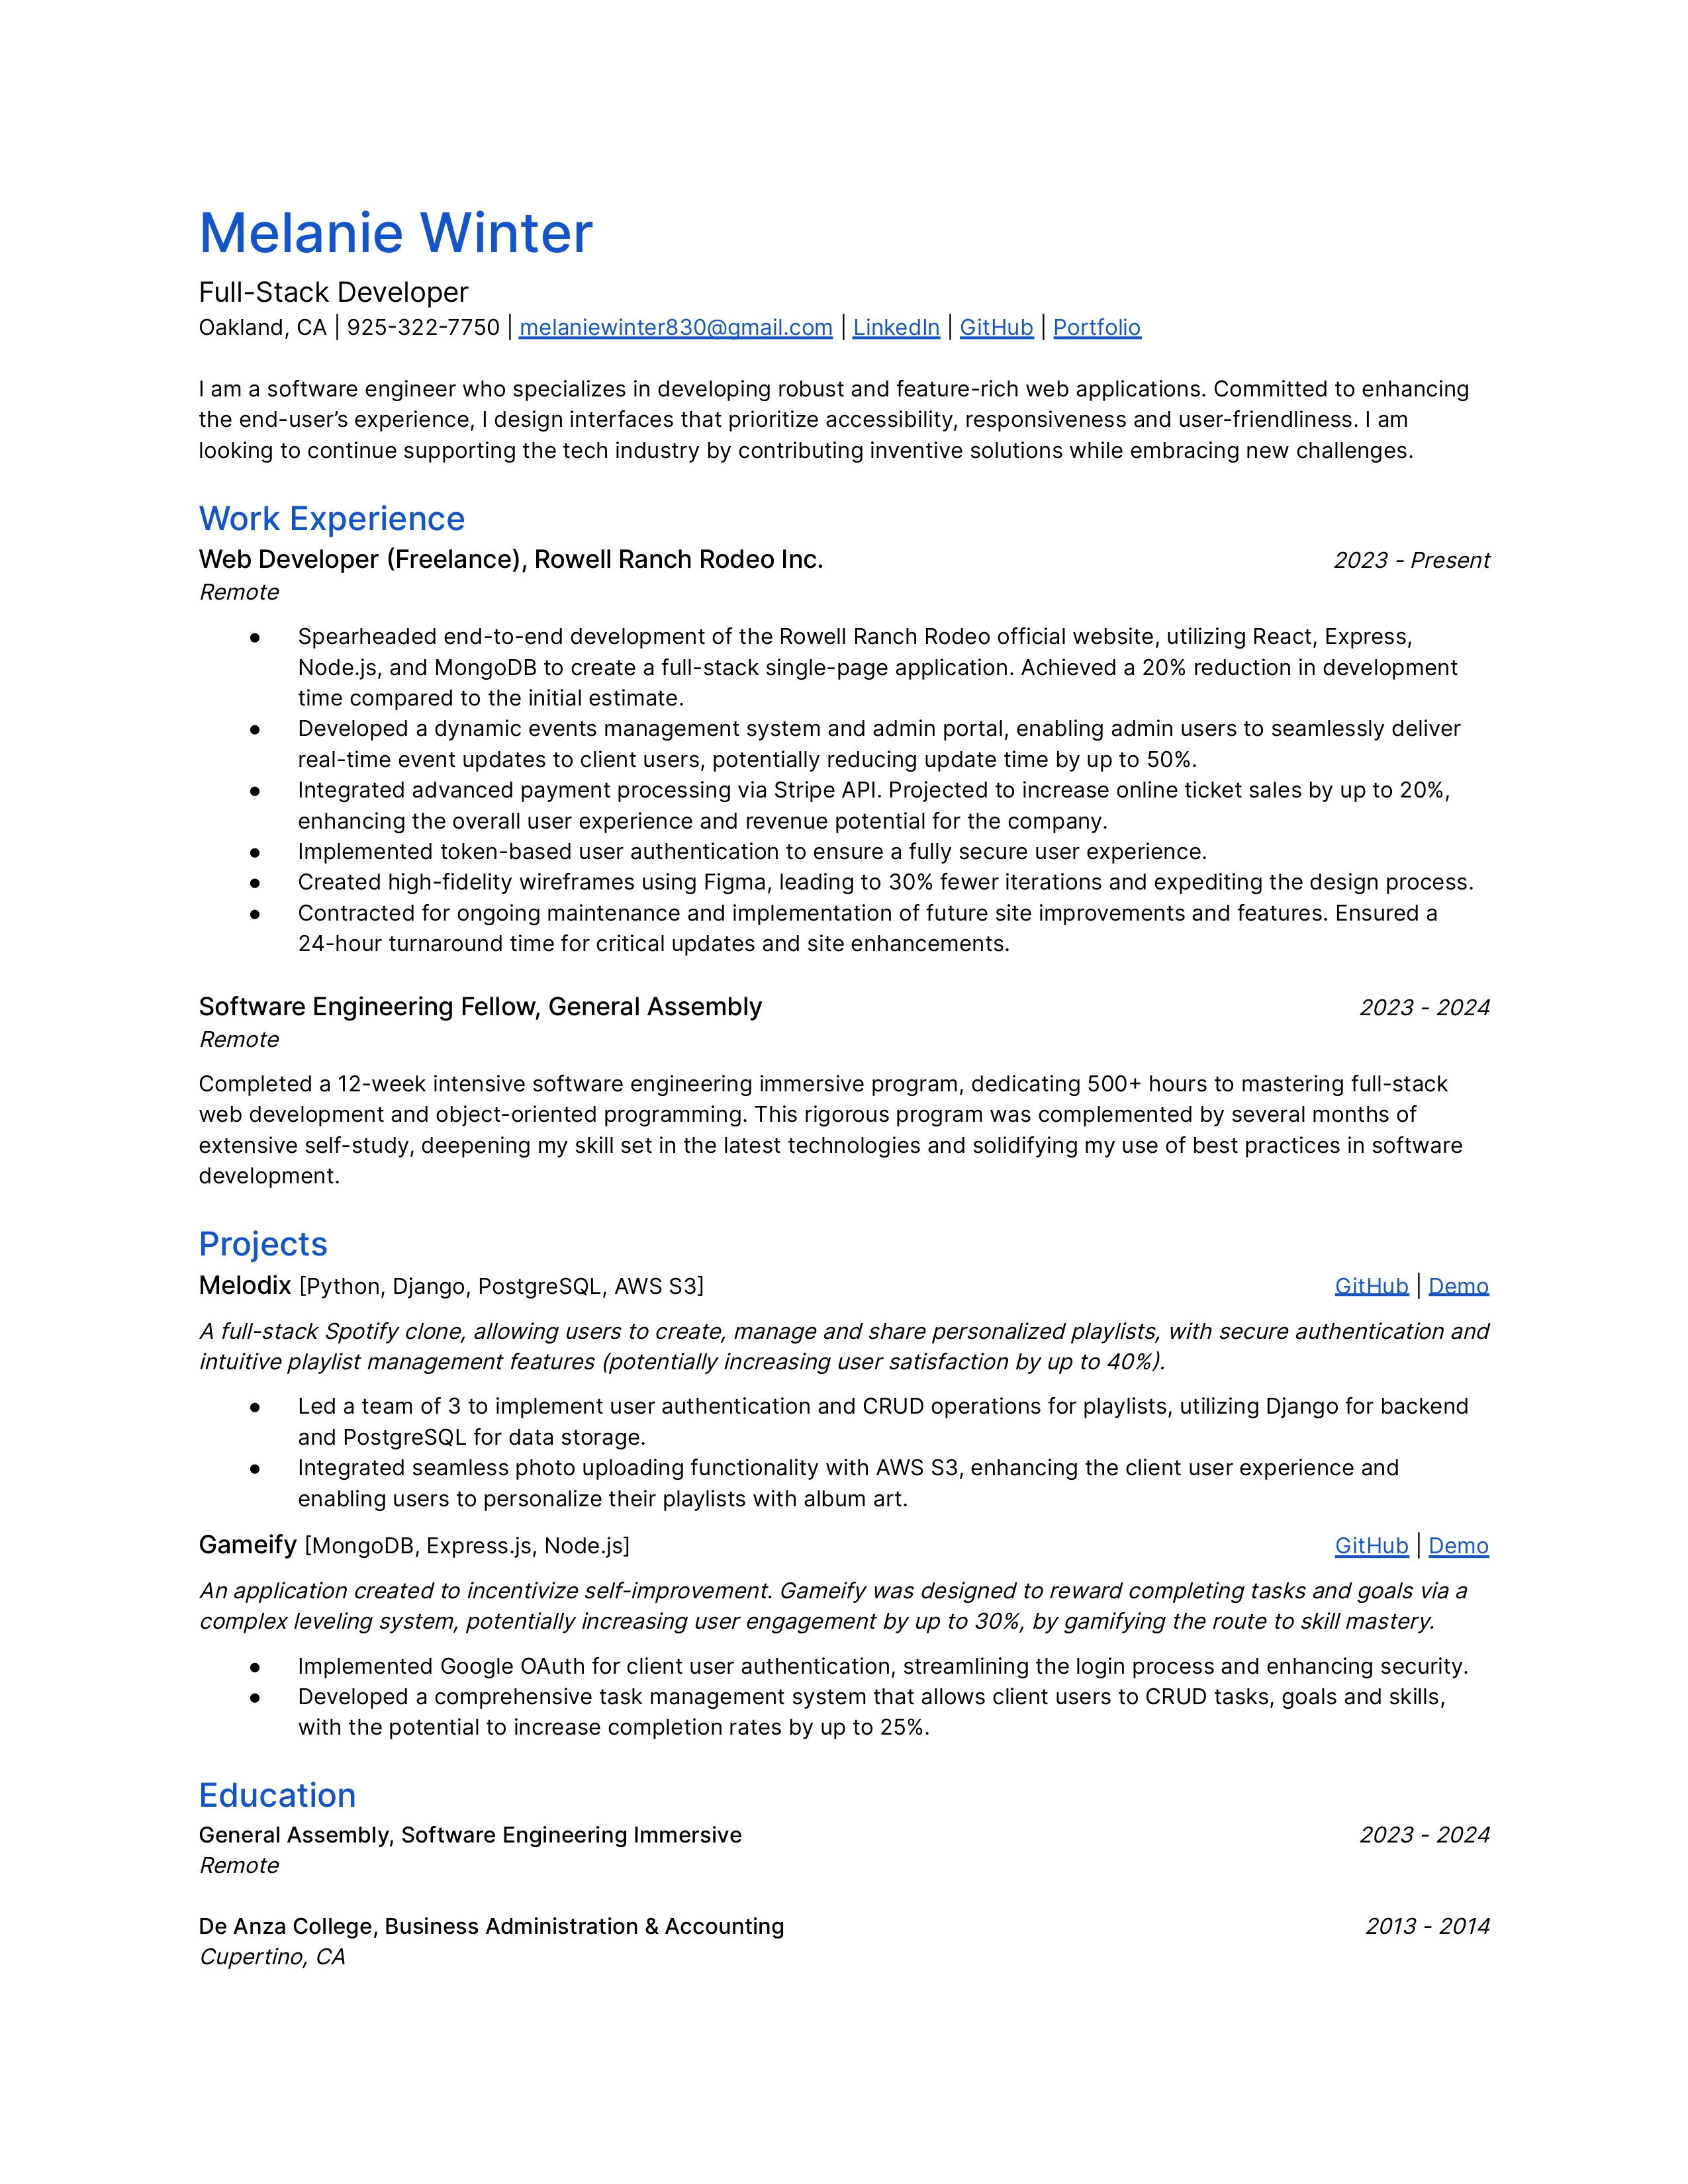 Melanie Winter
Full-Stack Developer
Oakland, CA | 925-322-7750 | melaniewinter830@gmail.com | LinkedIn | GitHub | Portfolio
I am a software engineer who specializes in developing robust and feature-rich web applications. Committed to enhancing
the end-user’s experience, I design interfaces that prioritize accessibility, responsiveness and user-friendliness. I am
looking to continue supporting the tech industry by contributing inventive solutions while embracing new challenges.
Work Experience
Web Developer (Freelance), Rowell Ranch Rodeo Inc. 2023 - Present
Remote
● Spearheaded end-to-end development of the Rowell Ranch Rodeo official website, utilizing React, Express,
Node.js, and MongoDB to create a full-stack single-page application. Achieved a 20% reduction in development
time compared to the initial estimate.
● Developed a dynamic events management system and admin portal, enabling admin users to seamlessly deliver
real-time event updates to client users, potentially reducing update time by up to 50%.
● Integrated advanced payment processing via Stripe API. Projected to increase online ticket sales by up to 20%,
enhancing the overall user experience and revenue potential for the company.
● Implemented token-based user authentication to ensure a fully secure user experience.
● Created high-fidelity wireframes using Figma, leading to 30% fewer iterations and expediting the design process.
● Contracted for ongoing maintenance and implementation of future site improvements and features. Ensured a
24-hour turnaround time for critical updates and site enhancements.
Software Engineering Fellow, General Assembly 2023 - 2024
Remote
Completed a 12-week intensive software engineering immersive program, dedicating 500+ hours to mastering full-stack
web development and object-oriented programming. This rigorous program was complemented by several months of
extensive self-study, deepening my skill set in the latest technologies and solidifying my use of best practices in software
development.
Projects
Melodix [Python, Django, PostgreSQL, AWS S3] GitHub | Demo
A full-stack Spotify clone, allowing users to create, manage and share personalized playlists, with secure authentication and
intuitive playlist management features (potentially increasing user satisfaction by up to 40%).
● Led a team of 3 to implement user authentication and CRUD operations for playlists, utilizing Django for backend
and PostgreSQL for data storage.
● Integrated seamless photo uploading functionality with AWS S3, enhancing the client user experience and
enabling users to personalize their playlists with album art.
Gameify [MongoDB, Express.js, Node.js] GitHub | Demo
An application created to incentivize self-improvement. Gameify was designed to reward completing tasks and goals via a
complex leveling system, potentially increasing user engagement by up to 30%, by gamifying the route to skill mastery.
● Implemented Google OAuth for client user authentication, streamlining the login process and enhancing security.
● Developed a comprehensive task management system that allows client users to CRUD tasks, goals and skills,
with the potential to increase completion rates by up to 25%.
Education
General Assembly, Software Engineering Immersive 2023 - 2024
Remote
De Anza College, Business Administration & Accounting 2013 - 2014
Cupertino, CA